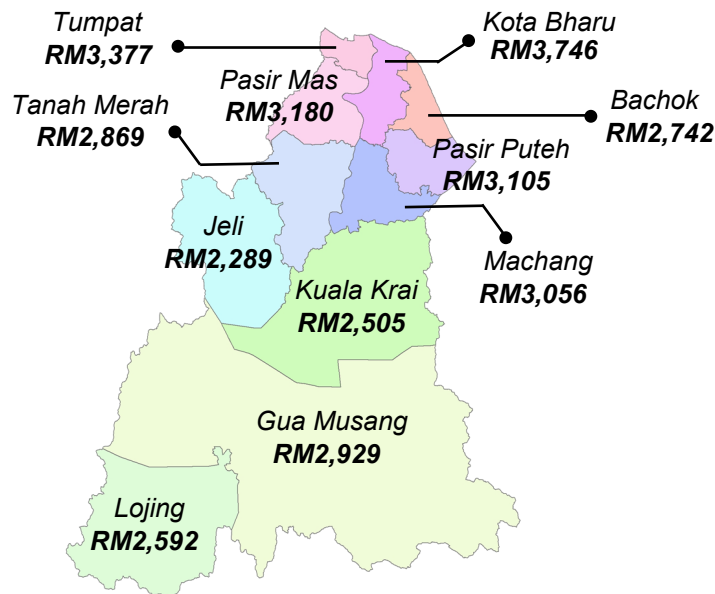 Tumpat
RM3,377
Kota Bharu
RM3,746
Pasir Mas
RM3,180
Tanah Merah
RM2,869
Bachok
RM2,742
Pasir Puteh
RM3,105
Jeli
RM2,289
Machang
RM3,056
Kuala Krai
RM2,505
Gua Musang
RM2,929
Lojing
RM2,592